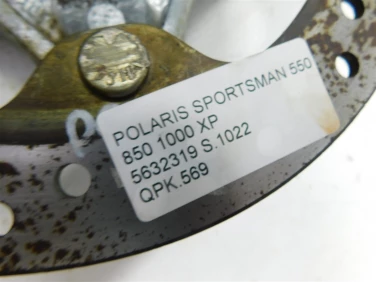 POLARIS SPORTSMAN 550
850 1000 XP
5632319 S.1022
QPK.569